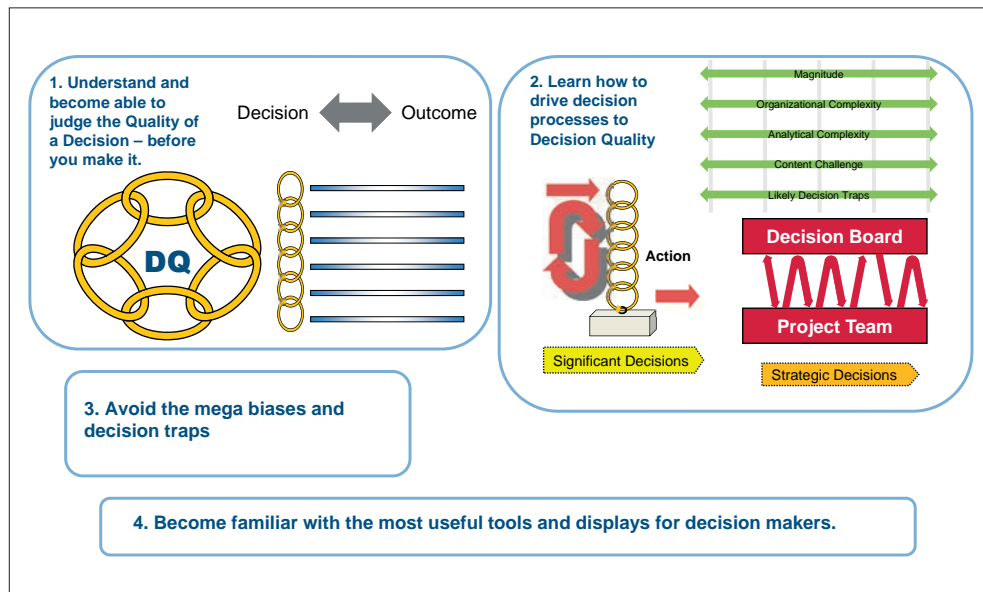 1. Understand and
become able to
judge the Quality of
a Decision – before
you make it.
Decision
Outcome
DQ
2. Learn how to
drive decision
processes to
Decision Quality
Magnitude
Organizational Complexity
Analytical Complexity
Content Challenge
Likely Decision Traps
Action
Decision Board
Project Team
Significant Decisions
Strategic Decisions
3. Avoid the mega biases and
decision traps
4. Become familiar with the most useful tools and displays for decision makers.